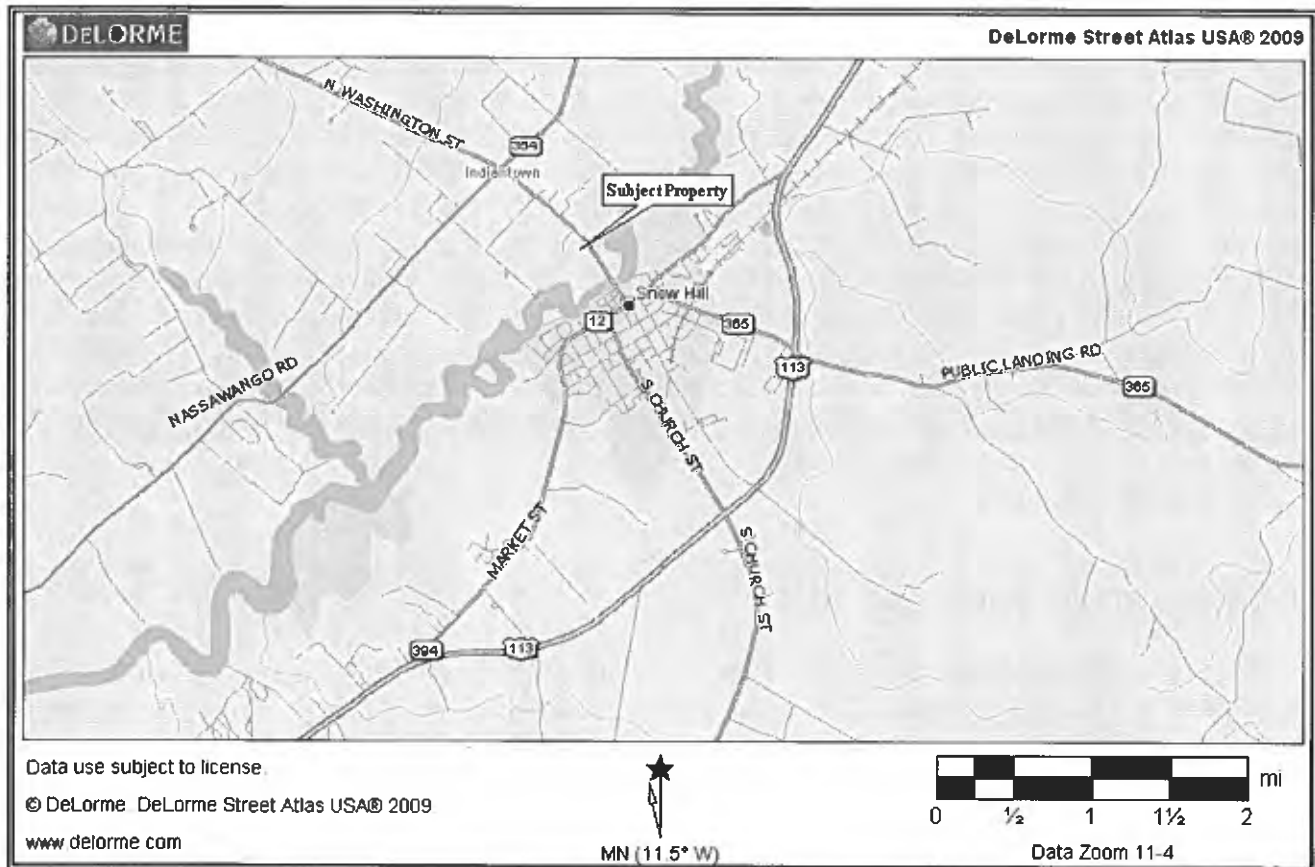 DELORME
DeLorme Street Atlas USA® 2009
N. WASHINGTON ST
354
Indiantown
Subject Property
Snow Hill
12
365
113
PUBLIC LANDING RD
365
NASSAWANGO RD
S. CHURCH ST
MARKET ST
S. CHURCH ST
394
113
Data use subject to license.
© DeLorme. DeLorme Street Atlas USA® 2009.
www.delorme.com
MN (11.5° W)
mi
0 ½ 1 1½ 2
Data Zoom 11-4